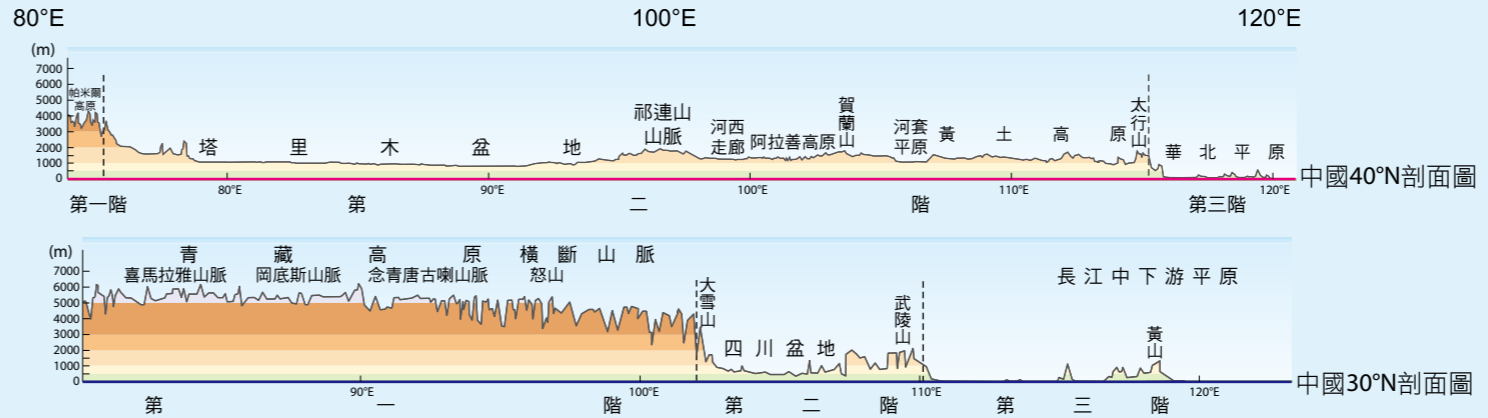 80°E 100°E 120°E
(m)
7000
6000
5000
4000
3000
2000
1000
0
帕米爾
高原
塔里木盆地
祁連山
山脈
河西
走廊
阿拉善高原
賀蘭山
河套
平原
黃土高原
太行山
華北平原
80°E 90°E 100°E 110°E 120°E
中國40°N剖面圖
第一階 第二階 第三階
(m)
7000
6000
5000
4000
3000
2000
1000
0
青藏高原 橫斷山脈
喜馬拉雅山脈 岡底斯山脈 念青唐古喇山脈 怒山
大雪山
四川盆地
武陵山
長江中下游平原
黃山
90°E 100°E 110°E 120°E
中國30°N剖面圖
第一階 第二階 第三階